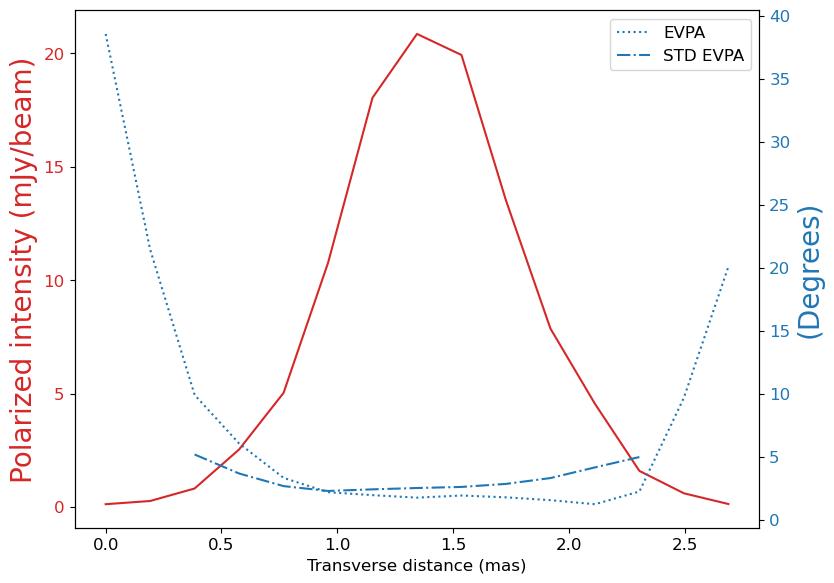 EVPA
STD EVPA
Polarized intensity (mJy/beam)
20
15
10
5
0
40
35
30
25
20
15
10
5
0
(Degrees)
0.0 0.5 1.0 1.5 2.0 2.5
Transverse distance (mas)